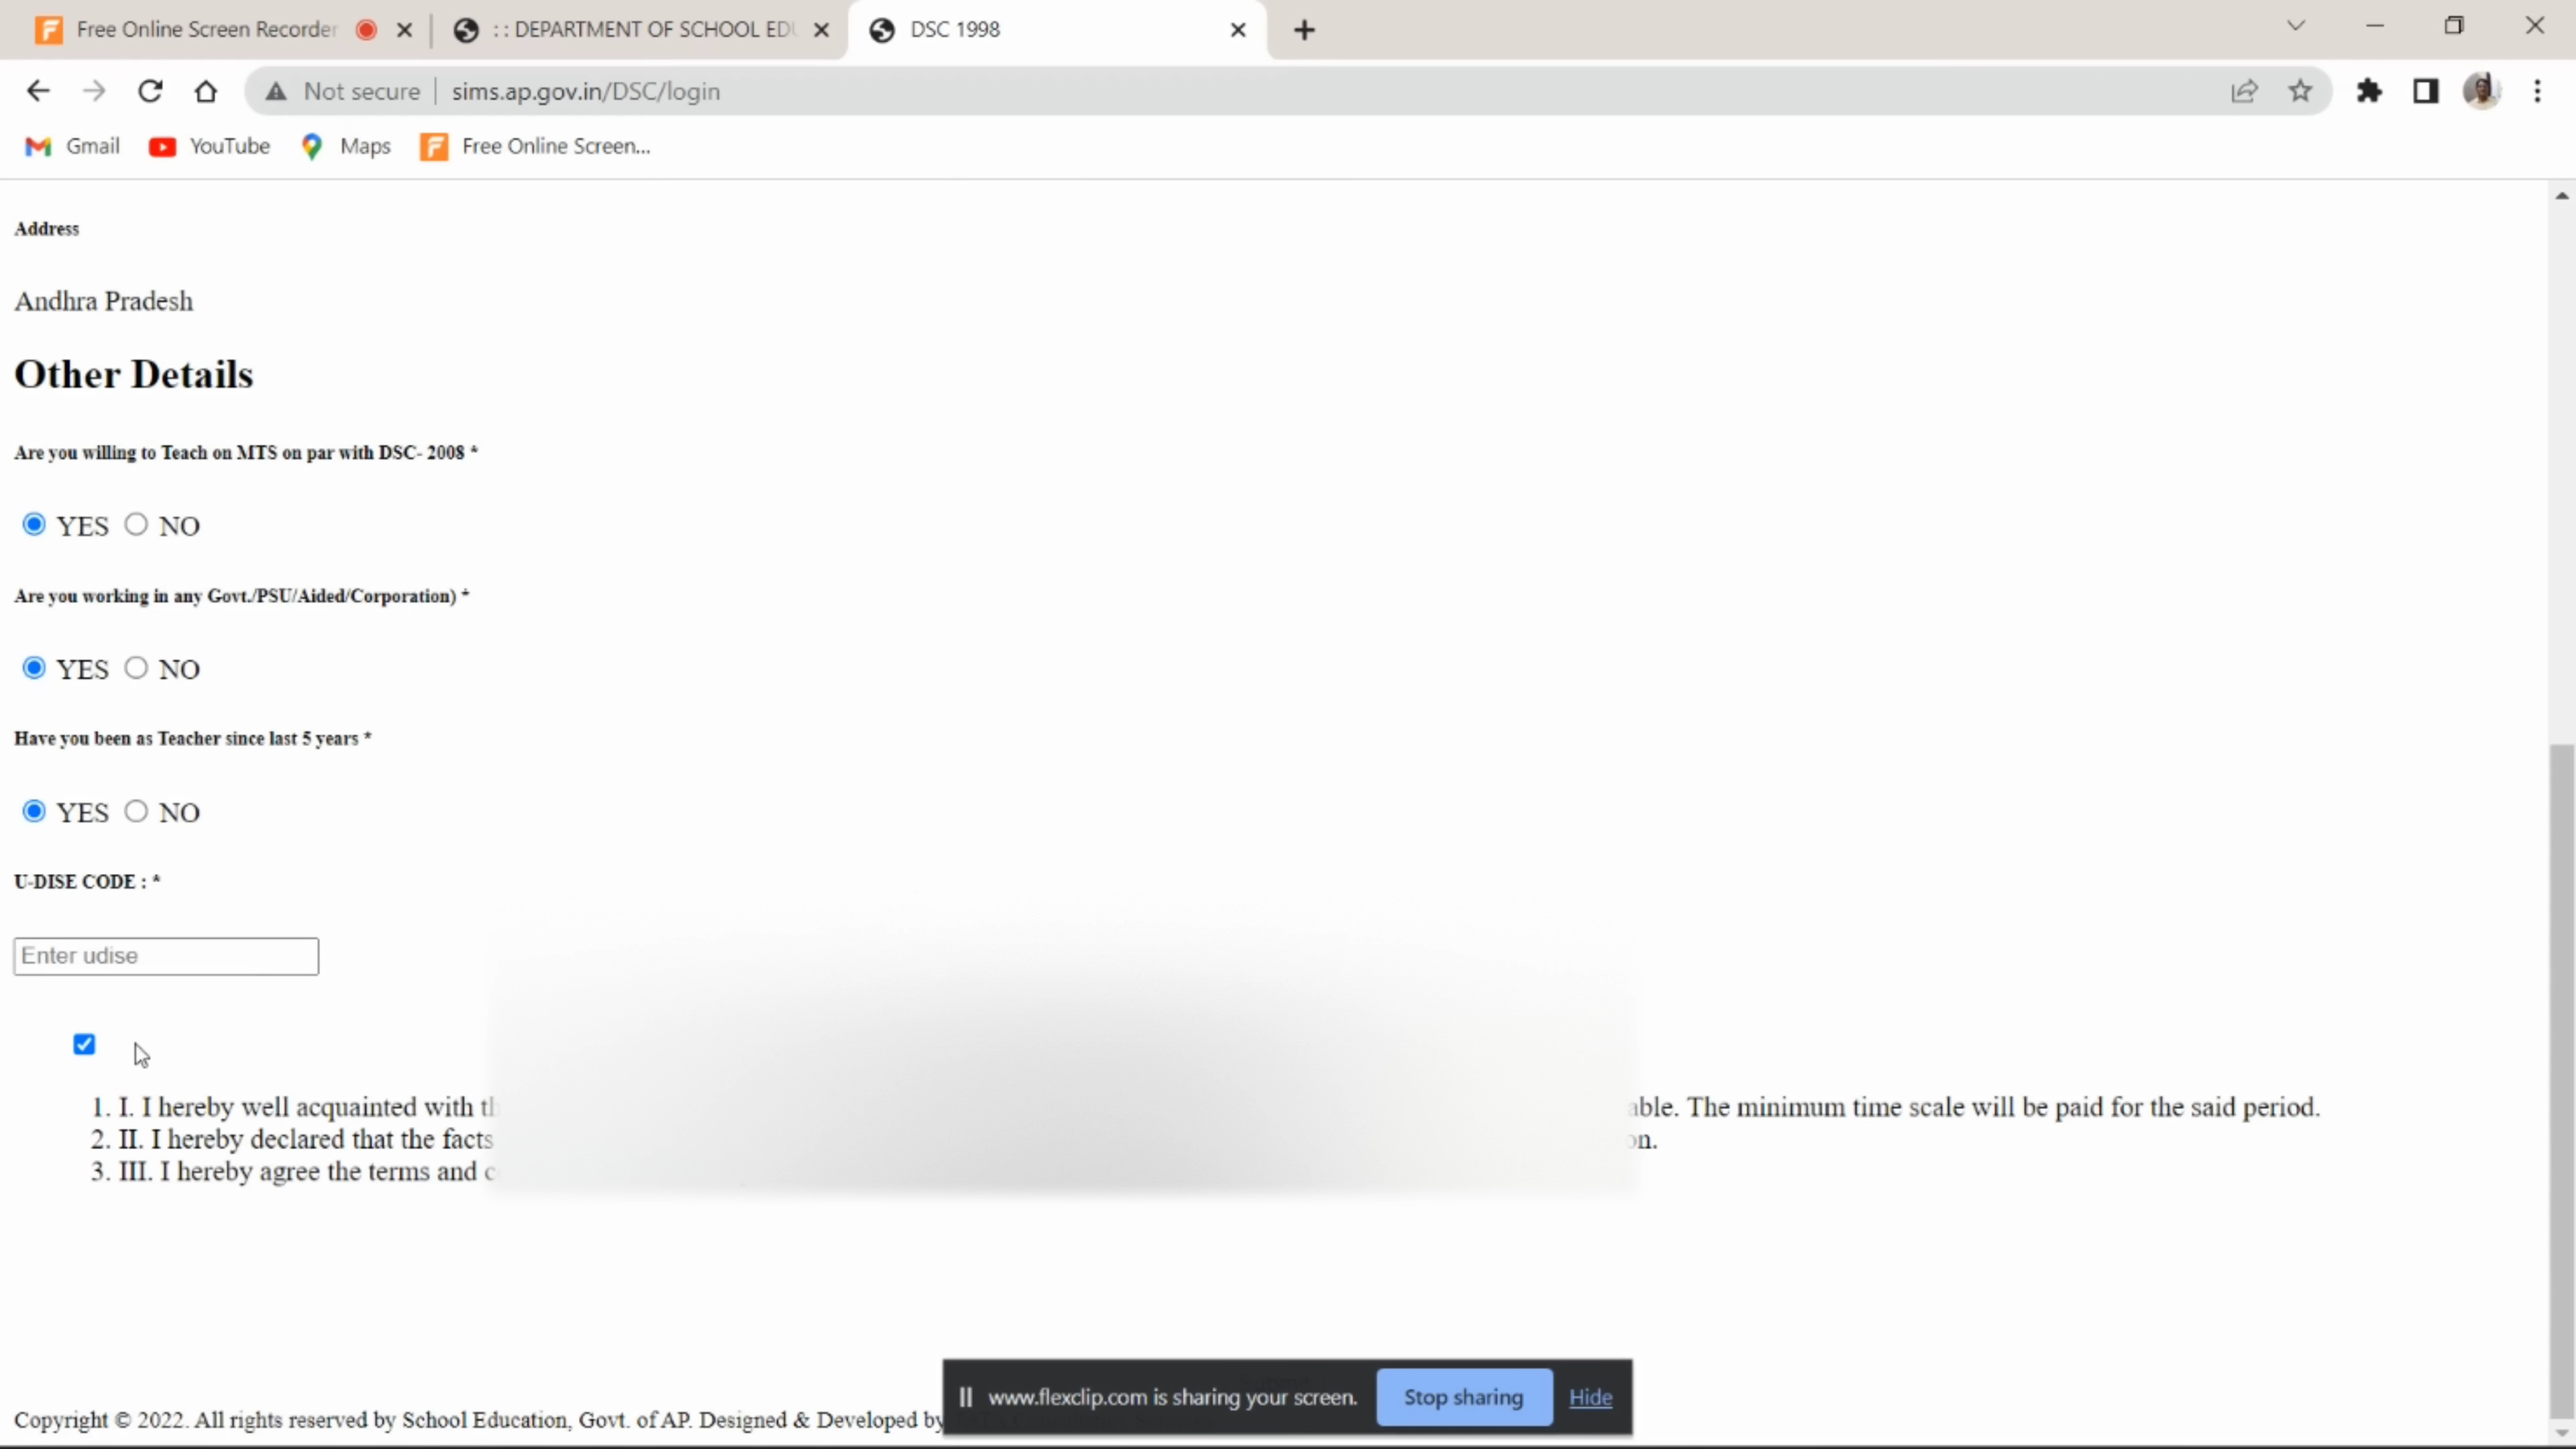 Free Online Screen Recorder
: : DEPARTMENT OF SCHOOL EDU
DSC 1998
Not secure
sims.ap.gov.in/DSC/login
Gmail
YouTube
Maps
Free Online Screen...
Address
Andhra Pradesh
Other Details
Are you willing to Teach on MTS on par with DSC- 2008 *
YES NO
Are you working in any Govt./PSU/Aided/Corporation) *
YES NO
Have you been as Teacher since last 5 years *
YES NO
U-DISE CODE : *
Enter udise
1. I. I hereby well acquainted with able. The minimum time scale will be paid for the said period.
2. II. I hereby declared that the facts on.
3. III. I hereby agree the terms and
www.flexclip.com is sharing your screen.
Stop sharing
Hide
Copyright © 2022. All rights reserved by School Education, Govt. of AP. Designed & Developed by